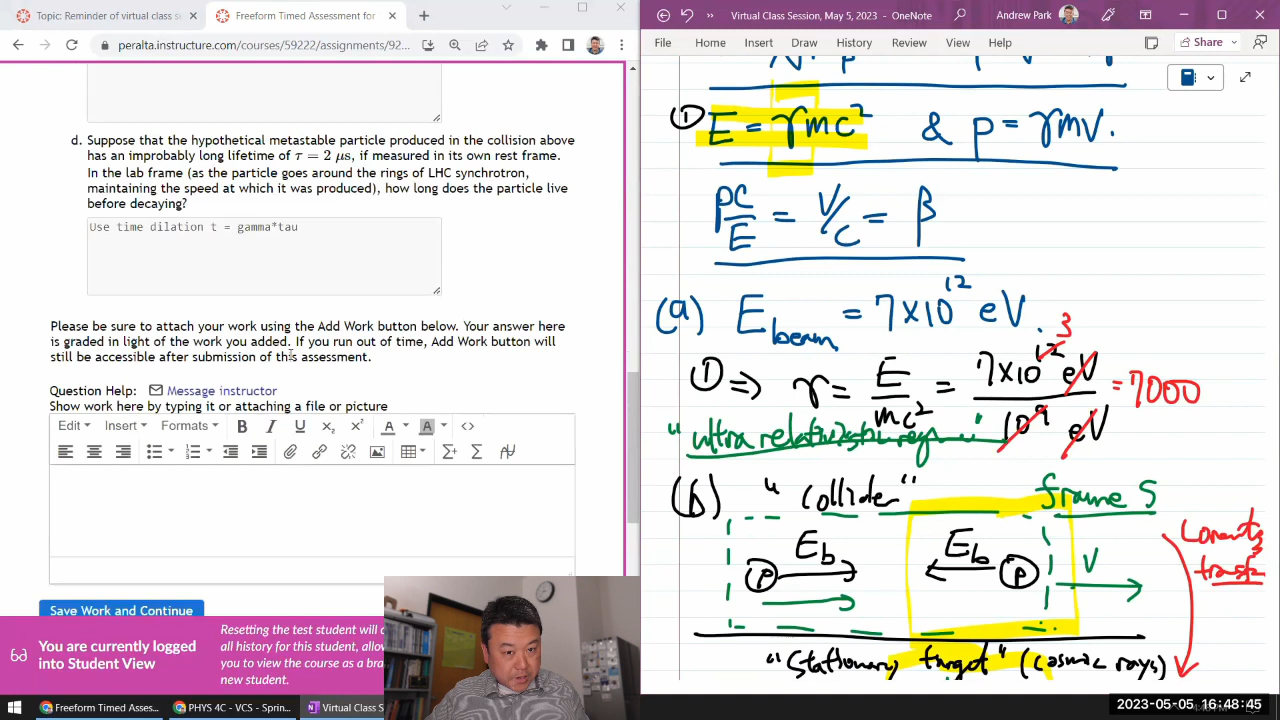 Topic: Reminder of virtual class s
Freeform Timed Assessment for
peralta.instructure.com/courses/59222/assignments/92...
d. Suppose that the hypothetical metastable particle produced in the collision above
has an improbably long lifetime of τ = 2 μs, if measured in its own rest frame.
In the lab frame (as the particle goes around the rings of LHC synchrotron,
maintaining the speed at which it was produced), how long does the particle live
before decaying?
Use time dilation t = gamma*tau
Please be sure to attach your work using the Add Work button below. Your answer here
is graded in light of the work you added. If you run out of time, Add Work button will
still be accessible after submission of this assessment.
Question Help: Message instructor
Show work here by typing it or attaching a file or picture
Edit Insert Formats B I U X₂ X² A A <>
Save Work and Continue
You are currently logged
into Student View
Resetting the test student will c
all history for this student, allow
you to view the course as a bra
new student.
Virtual Class Session, May 5, 2023 - OneNote
Andrew Park
File Home Insert Draw History Review View Help Share
① E = γmc² & p = γmv.
pc/E = v/c = β
(a) E beam = 7×10¹² eV.
3
① ⇒ γ = E/mc² = 7×10¹² eV / 10⁹ eV = 7000
"ultra relativistic regime"
(b) "collider" frame S
Lorentz
transf
E_b E_b
p p V
"Stationary target" (cosmic rays)
Freeform Timed Asses...
PHYS 4C - VCS - Sprin...
Virtual Class Session,
2023-05-05 16:48:45